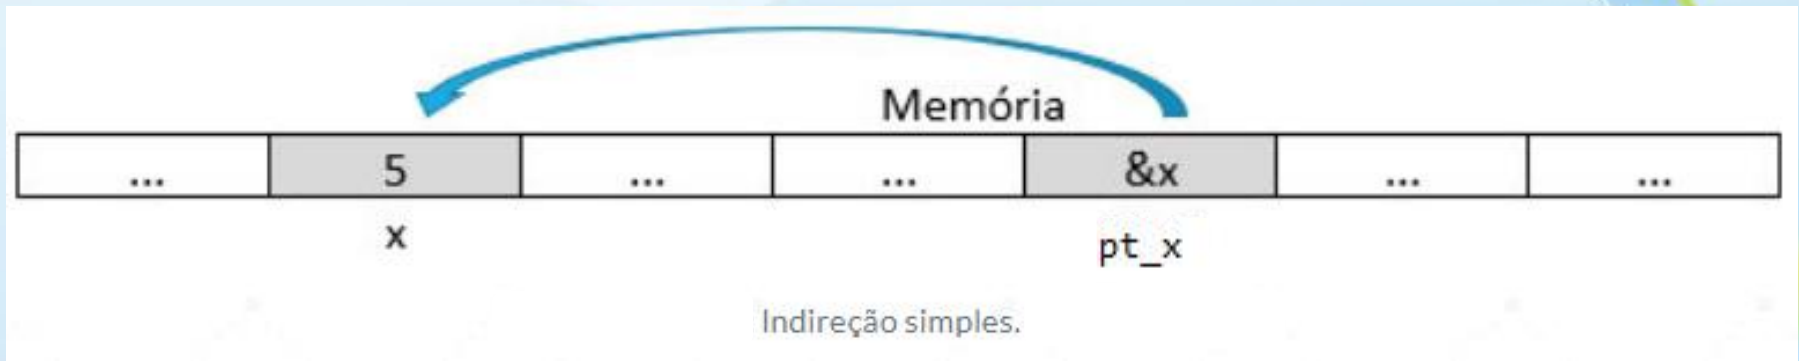 Memória
... 5 ... ... &x ... ...
x pt_x
Indireção simples.